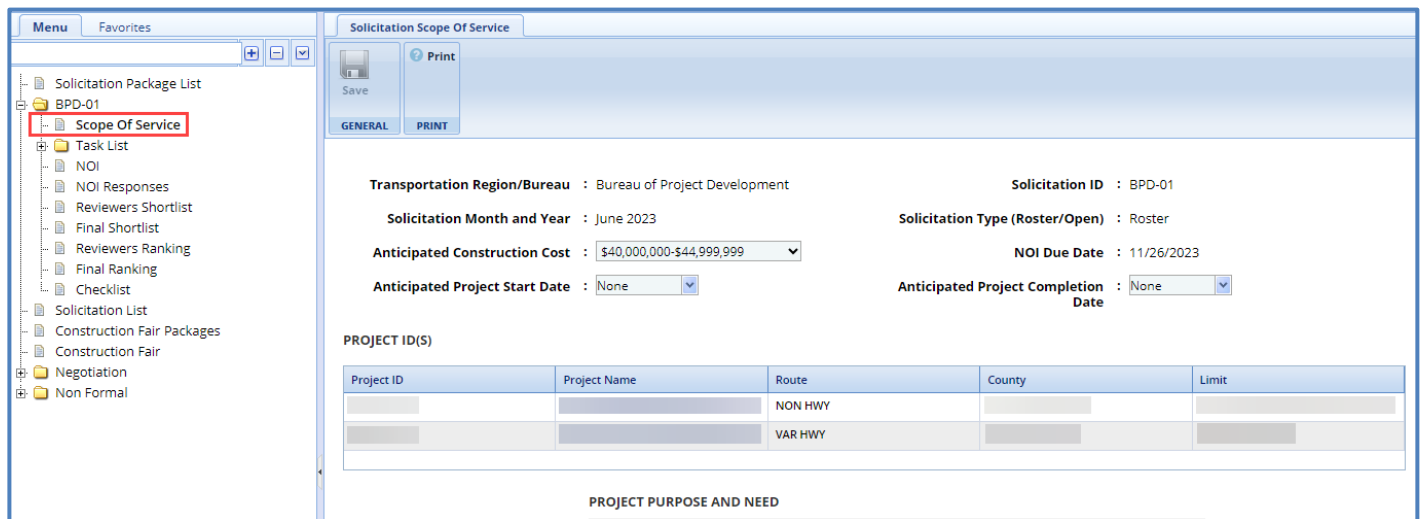 Menu Favorites
Solicitation Package List
BPD-01
Scope Of Service
Task List
NOI
NOI Responses
Reviewers Shortlist
Final Shortlist
Reviewers Ranking
Final Ranking
Checklist
Solicitation List
Construction Fair Packages
Construction Fair
Negotiation
Non Formal
Solicitation Scope Of Service
Save
? Print
GENERAL PRINT
Transportation Region/Bureau : Bureau of Project Development Solicitation ID : BPD-01
Solicitation Month and Year : June 2023 Solicitation Type (Roster/Open) : Roster
Anticipated Construction Cost : $40,000,000-$44,999,999 NOI Due Date : 11/26/2023
Anticipated Project Start Date : None Anticipated Project Completion : None
Date
PROJECT ID(S)
Project ID Project Name Route County Limit
NON HWY
VAR HWY
PROJECT PURPOSE AND NEED